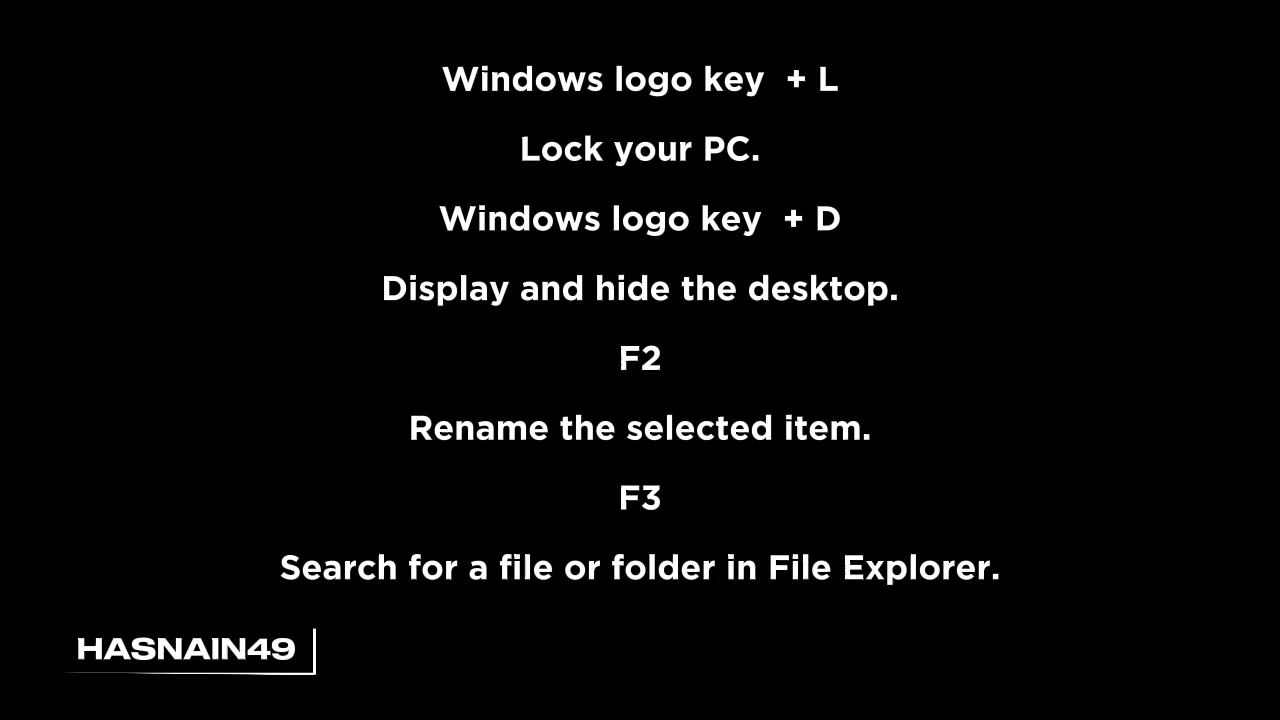 Windows logo key + L
Lock your PC.
Windows logo key + D
Display and hide the desktop.
F2
Rename the selected item.
F3
Search for a file or folder in File Explorer.
HASNAIN49